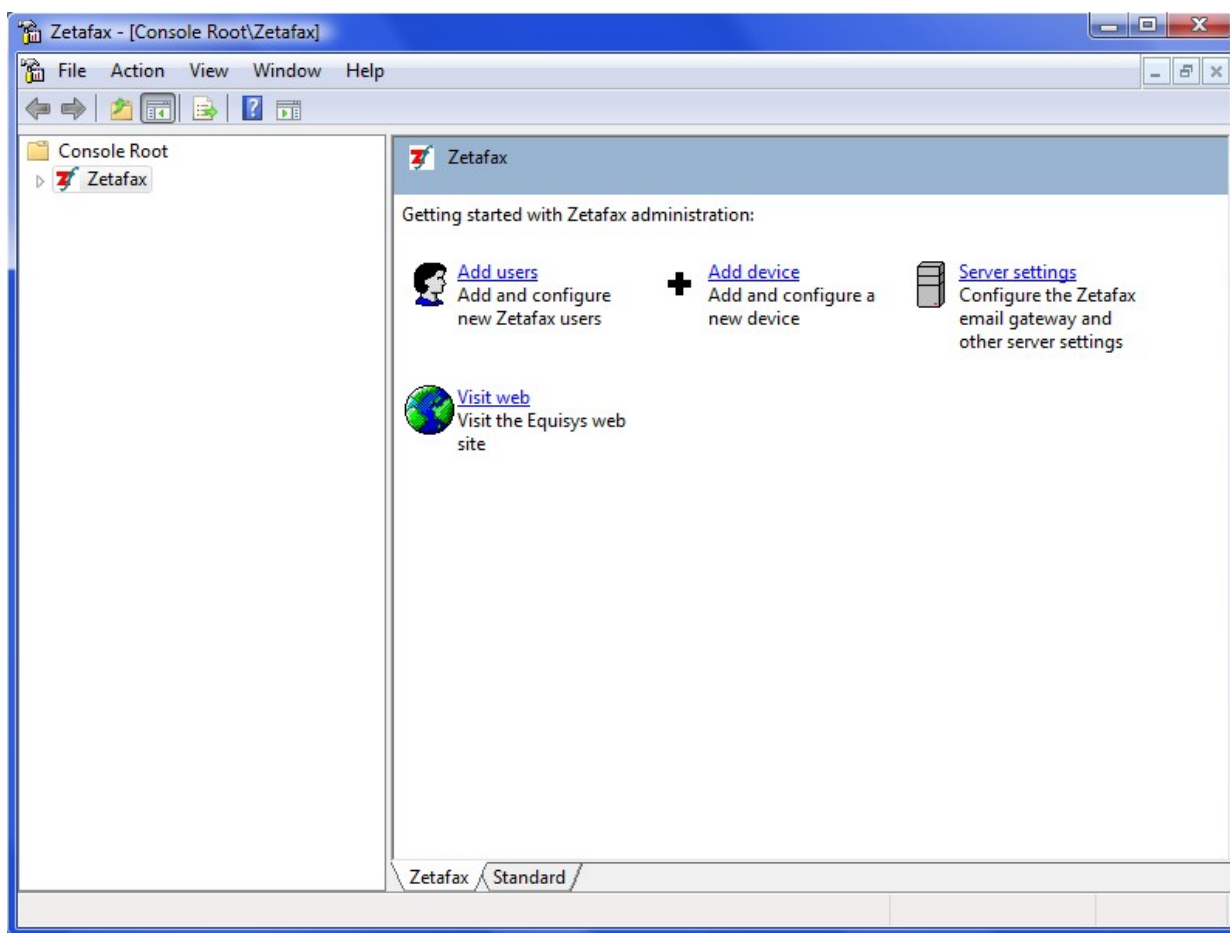 Zetafax - [Console Root\Zetafax]
File Action View Window Help
Console Root
Zetafax
Zetafax
Getting started with Zetafax administration:
Add users
Add and configure
new Zetafax users
Add device
Add and configure a
new device
Server settings
Configure the Zetafax
email gateway and
other server settings
Visit web
Visit the Equisys web
site
Zetafax Standard